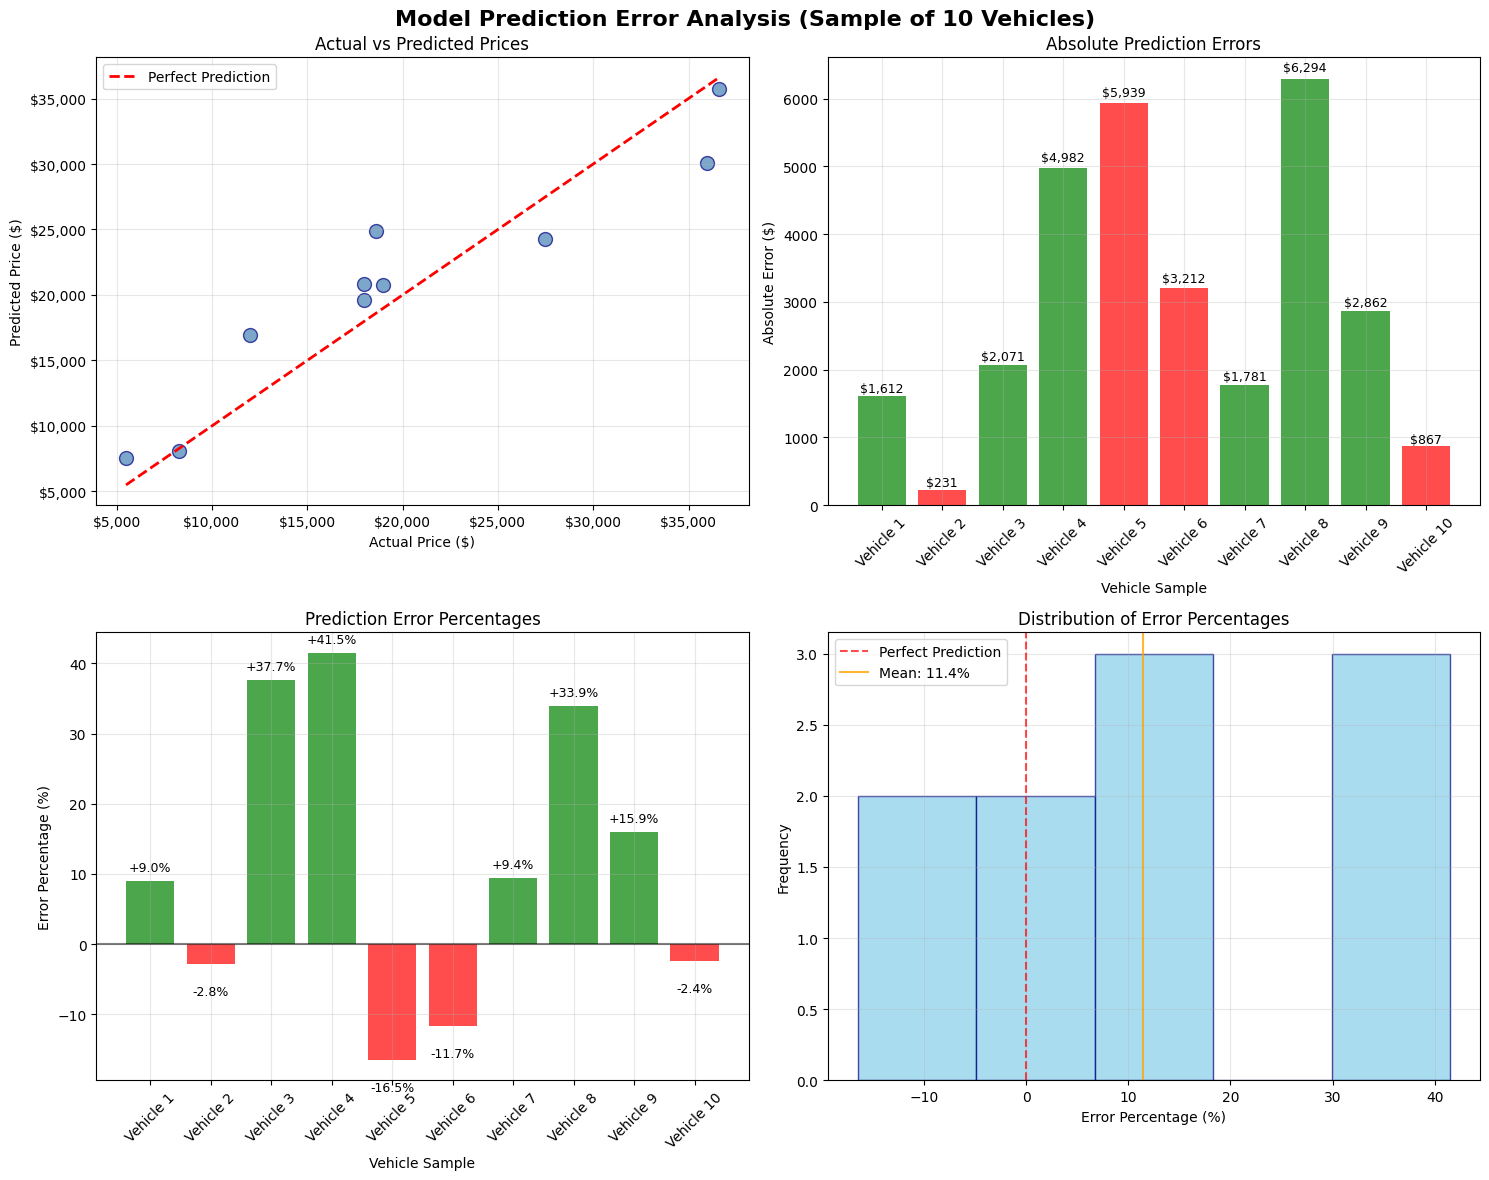 Model Prediction Error Analysis (Sample of 10 Vehicles)
Actual vs Predicted Prices
Perfect Prediction
$35,000
$30,000
$25,000
$20,000
$15,000
$10,000
$5,000
Predicted Price ($)
$5,000 $10,000 $15,000 $20,000 $25,000 $30,000 $35,000
Actual Price ($)
Absolute Prediction Errors
6000
5000
4000
3000
2000
1000
0
Absolute Error ($)
$1,612
$231
$2,071
$4,982
$5,939
$3,212
$1,781
$6,294
$2,862
$867
Vehicle 1
Vehicle 2
Vehicle 3
Vehicle 4
Vehicle 5
Vehicle 6
Vehicle 7
Vehicle 8
Vehicle 9
Vehicle 10
Vehicle Sample
Prediction Error Percentages
40
30
20
10
0
−10
Error Percentage (%)
+9.0%
-2.8%
+37.7%
+41.5%
-16.5%
-11.7%
+9.4%
+33.9%
+15.9%
-2.4%
Vehicle 1
Vehicle 2
Vehicle 3
Vehicle 4
Vehicle 5
Vehicle 6
Vehicle 7
Vehicle 8
Vehicle 9
Vehicle 10
Vehicle Sample
Distribution of Error Percentages
Perfect Prediction
Mean: 11.4%
3.0
2.5
2.0
1.5
1.0
0.5
0.0
Frequency
−10 0 10 20 30 40
Error Percentage (%)